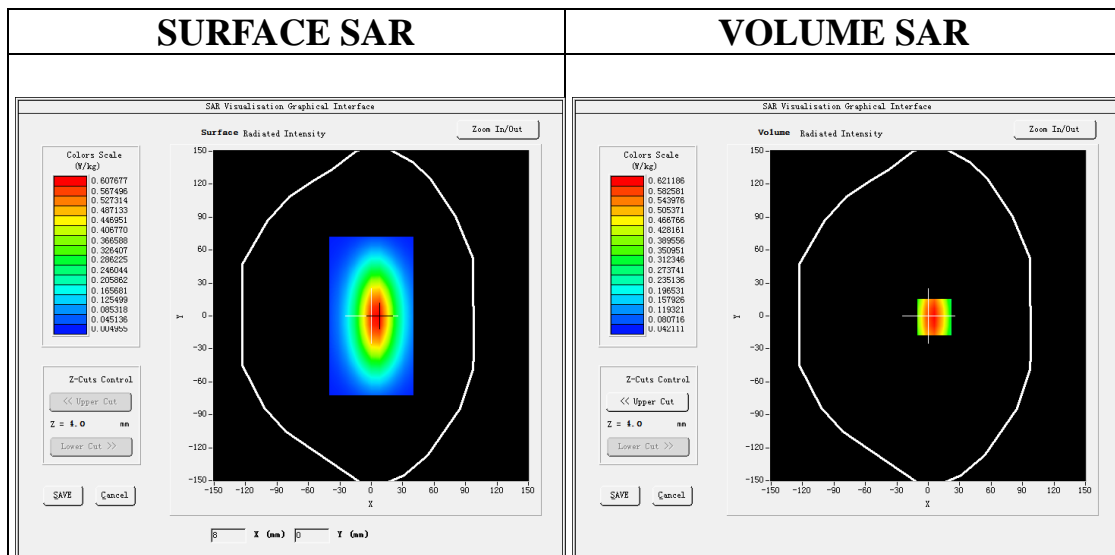 SURFACE SAR
VOLUME SAR
SAR Visualisation Graphical Interface
Surface Radiated Intensity
Zoom In/Out
Colors Scale
(W/kg)
0.607677
0.567496
0.527314
0.487133
0.446951
0.406770
0.366588
0.326407
0.286225
0.246044
0.205862
0.165681
0.125499
0.085318
0.045136
0.004955
150
120
90
60
30
0
-30
-60
-90
-120
-150
Y
-150 -120 -90 -60 -30 0 30 60 90 120 150
X
Z-Cuts Control
<< Upper Cut
Z = 4.0 mm
Lower Cut >>
SAVE Cancel
8 X (mm) 0 Y (mm)
SAR Visualisation Graphical Interface
Volume Radiated Intensity
Zoom In/Out
Colors Scale
(W/kg)
0.621186
0.582581
0.543976
0.505371
0.466766
0.428161
0.389556
0.350951
0.312346
0.273741
0.235136
0.196531
0.157926
0.119321
0.080716
0.042111
150
120
90
60
30
0
-30
-60
-90
-120
-150
Y
-150 -120 -90 -60 -30 0 30 60 90 120 150
X
Z-Cuts Control
<< Upper Cut
Z = 4.0 mm
Lower Cut >>
SAVE Cancel